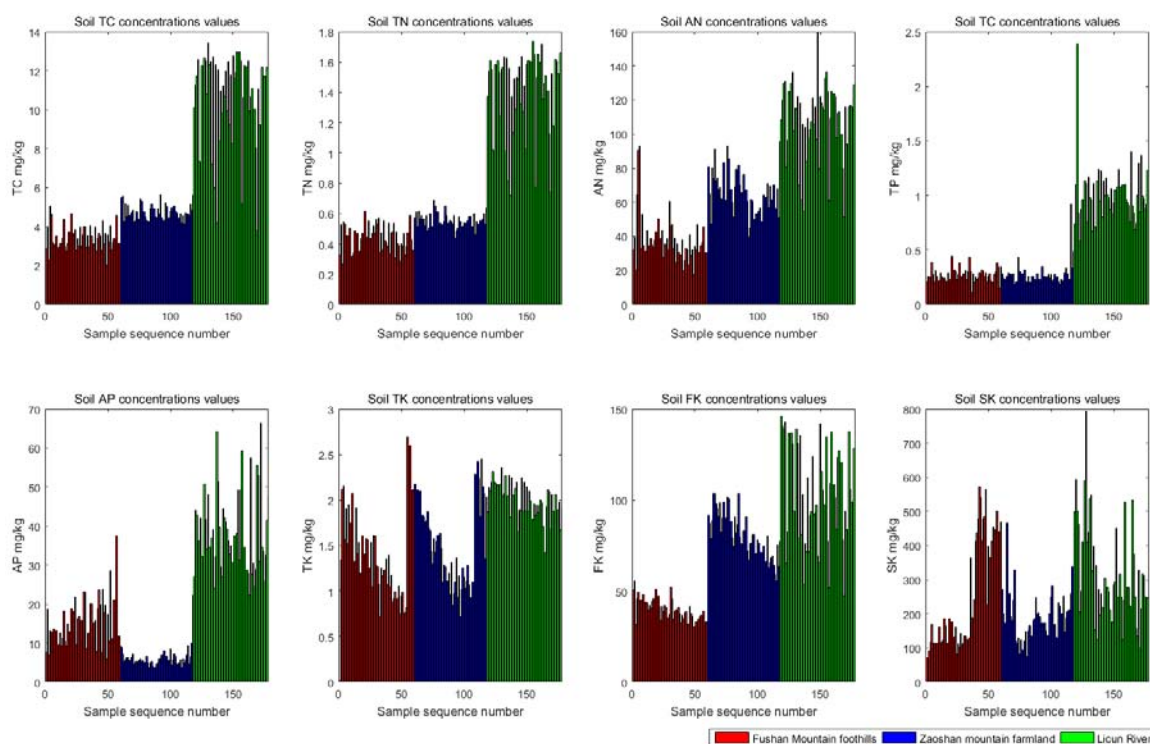 Soil TC concentrations values
Soil TN concentrations values
Soil AN concentrations values
Soil TC concentrations values
TC mg/kg
14
12
10
8
6
4
2
0
0 50 100 150
Sample sequence number
TN mg/kg
1.8
1.6
1.4
1.2
1
0.8
0.6
0.4
0.2
0
0 50 100 150
Sample sequence number
AN mg/kg
160
140
120
100
80
60
40
20
0
0 50 100 150
Sample sequence number
TP mg/kg
2.5
2
1.5
1
0.5
0
0 50 100 150
Sample sequence number
Soil AP concentrations values
Soil TK concentrations values
Soil FK concentrations values
Soil SK concentrations values
AP mg/kg
70
60
50
40
30
20
10
0
0 50 100 150
Sample sequence number
TK mg/kg
3
2.5
2
1.5
1
0.5
0
0 50 100 150
Sample sequence number
FK mg/kg
150
100
50
0
0 50 100 150
Sample sequence number
SK mg/kg
800
700
600
500
400
300
200
100
0
0 50 100 150
Sample sequence number
Fushan Mountain foothills
Zaoshan mountain farmland
Licun River